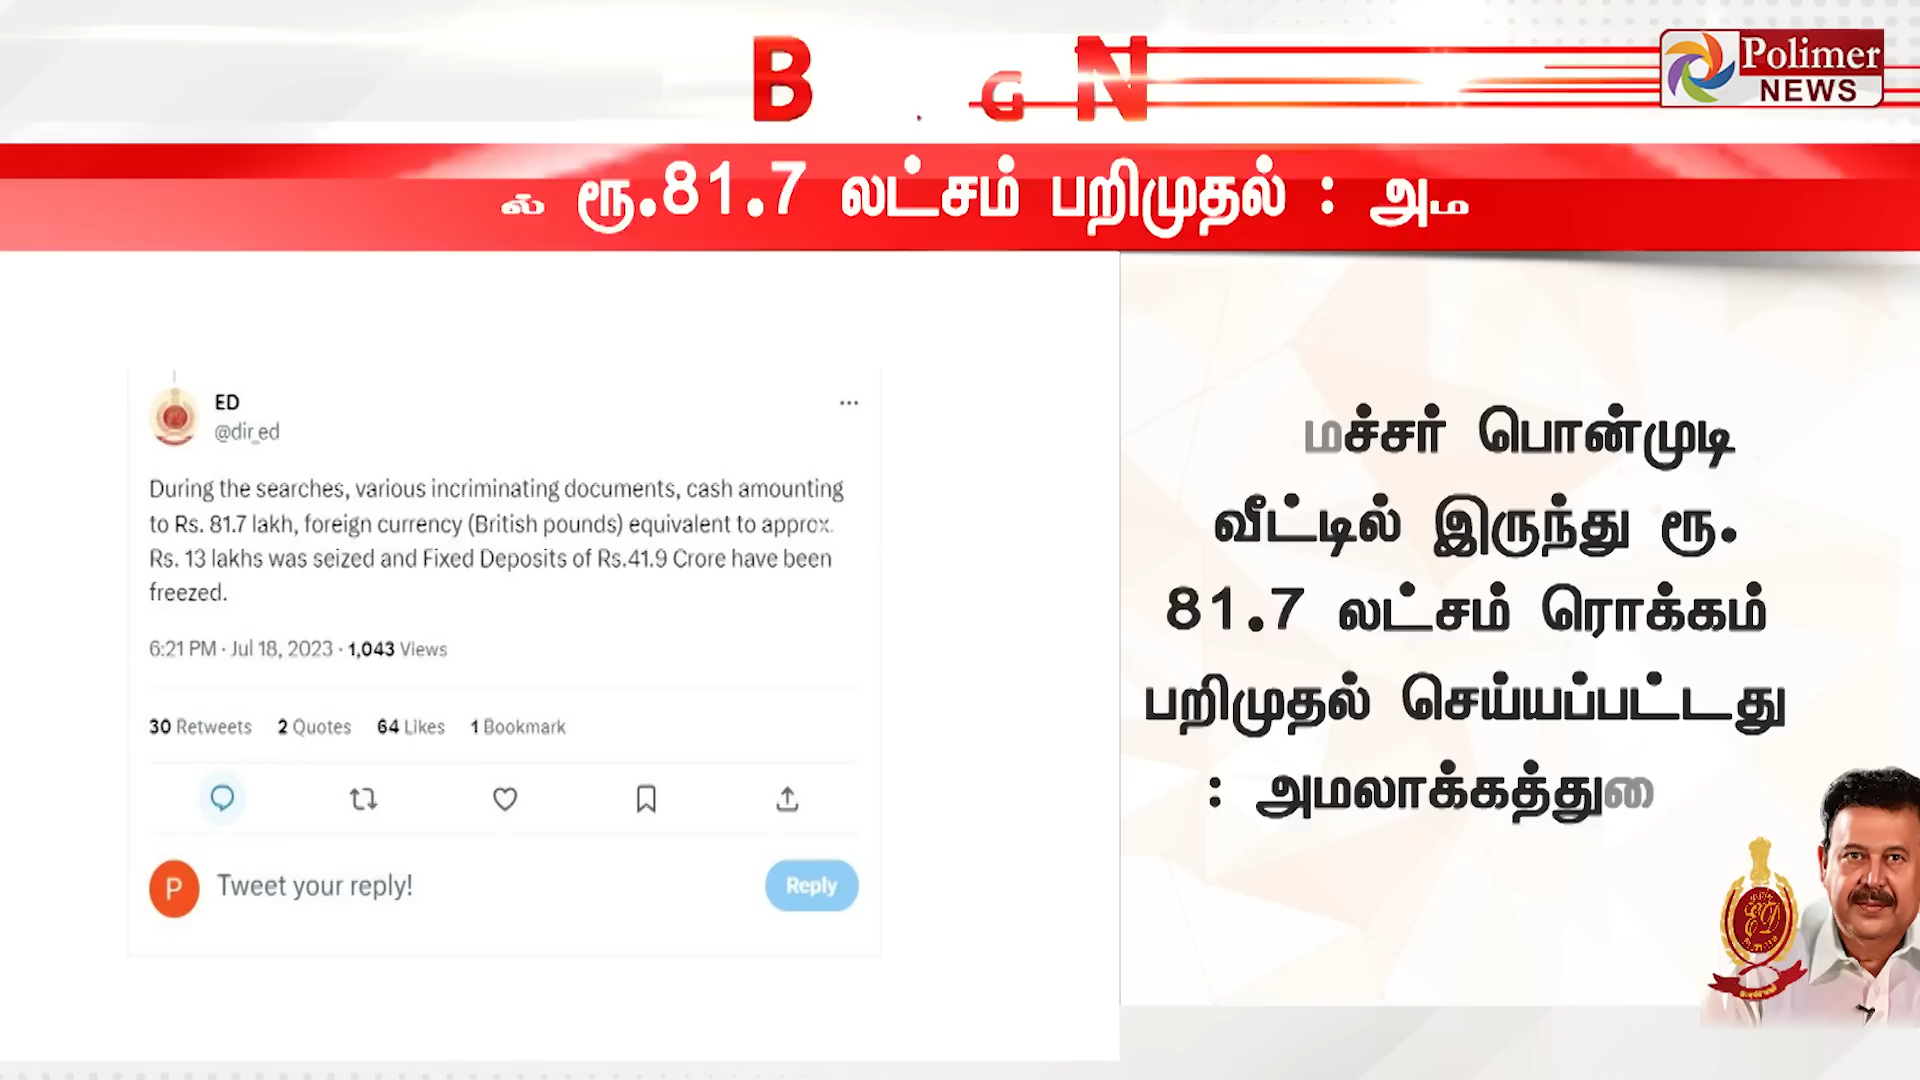 B . G N
Polimer
NEWS
ல் ரூ.81.7 லட்சம் பறிமுதல் : அம
ED
@dir_ed
During the searches, various incriminating documents, cash amounting
to Rs. 81.7 lakh, foreign currency (British pounds) equivalent to approx.
Rs. 13 lakhs was seized and Fixed Deposits of Rs.41.9 Crore have been
freezed.
6:21 PM · Jul 18, 2023 · 1,043 Views
30 Retweets 2 Quotes 64 Likes 1 Bookmark
P Tweet your reply! Reply
மச்சர் பொன்முடி
வீட்டில் இருந்து ரூ.
81.7 லட்சம் ரொக்கம்
பறிமுதல் செய்யப்பட்டது
: அமலாக்கத்துறை